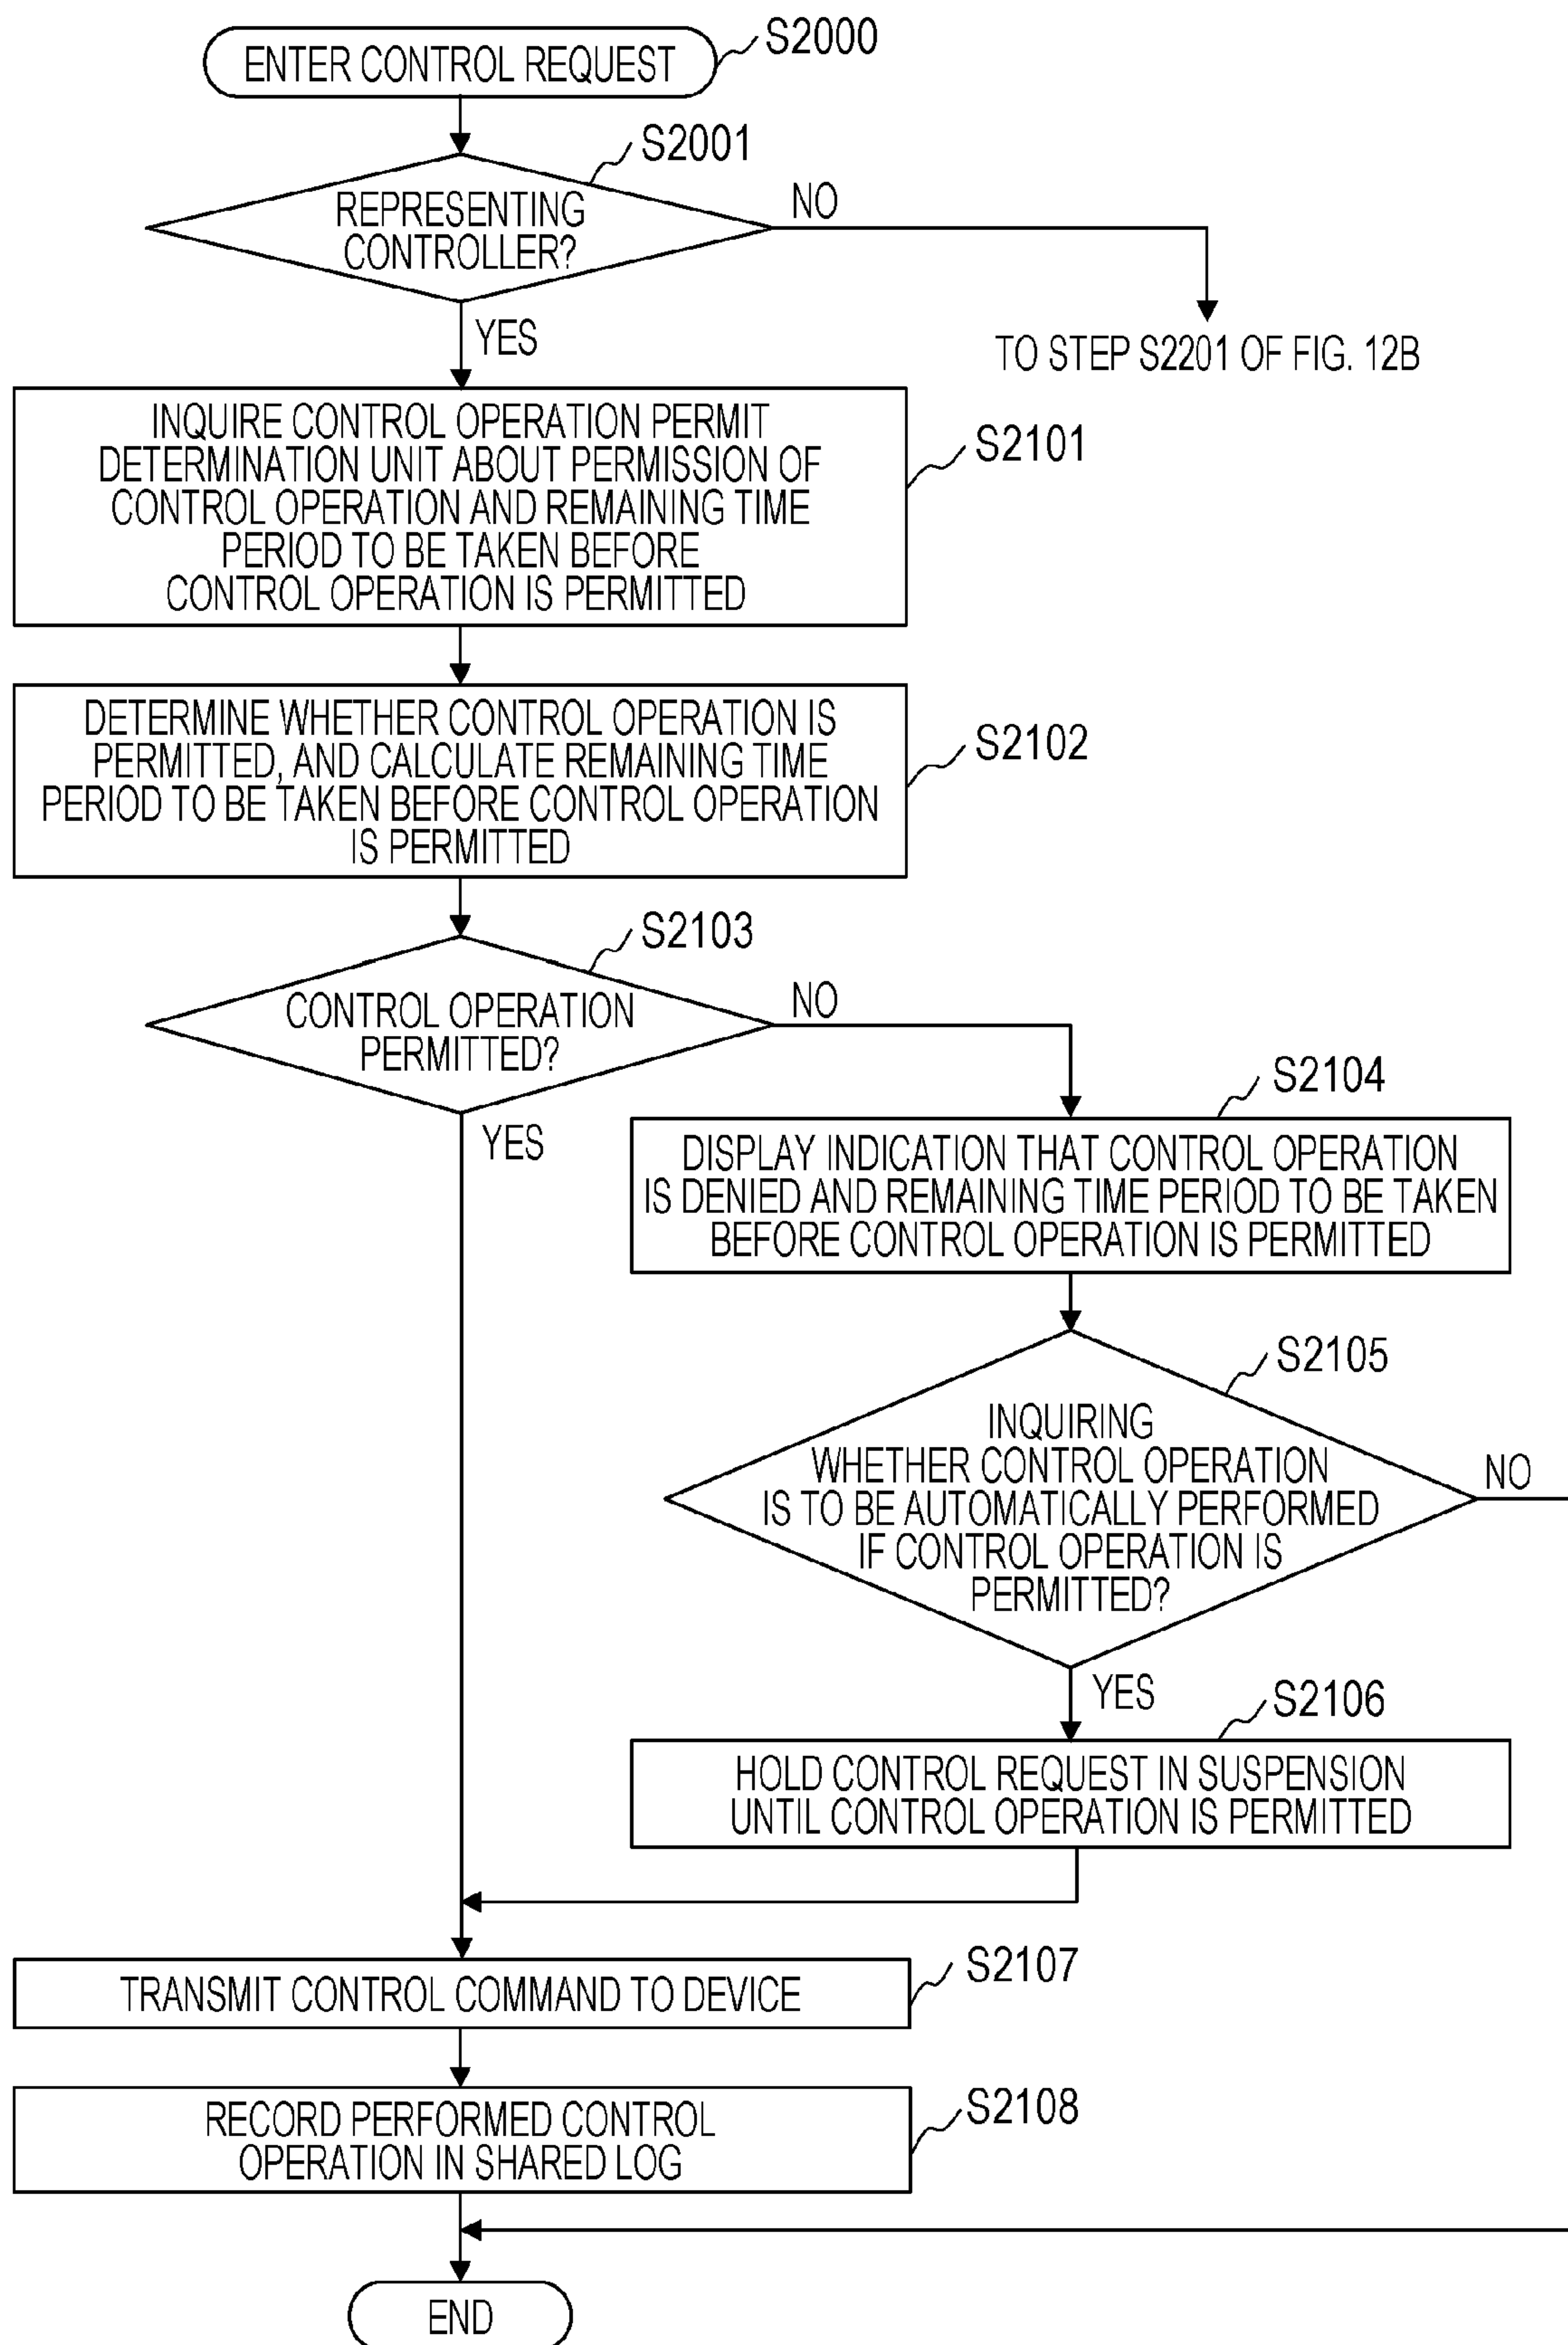 ENTER CONTROL REQUEST
S2000
S2001
REPRESENTING
CONTROLLER?
NO
YES
TO STEP S2201 OF FIG. 12B
INQUIRE CONTROL OPERATION PERMIT
DETERMINATION UNIT ABOUT PERMISSION OF
CONTROL OPERATION AND REMAINING TIME
PERIOD TO BE TAKEN BEFORE
CONTROL OPERATION IS PERMITTED
S2101
DETERMINE WHETHER CONTROL OPERATION IS
PERMITTED, AND CALCULATE REMAINING TIME
PERIOD TO BE TAKEN BEFORE CONTROL OPERATION
IS PERMITTED
S2102
S2103
CONTROL OPERATION
PERMITTED?
NO
YES
S2104
DISPLAY INDICATION THAT CONTROL OPERATION
IS DENIED AND REMAINING TIME PERIOD TO BE TAKEN
BEFORE CONTROL OPERATION IS PERMITTED
S2105
INQUIRING
WHETHER CONTROL OPERATION
IS TO BE AUTOMATICALLY PERFORMED
IF CONTROL OPERATION IS
PERMITTED?
NO
YES
S2106
HOLD CONTROL REQUEST IN SUSPENSION
UNTIL CONTROL OPERATION IS PERMITTED
TRANSMIT CONTROL COMMAND TO DEVICE
S2107
RECORD PERFORMED CONTROL
OPERATION IN SHARED LOG
S2108
END